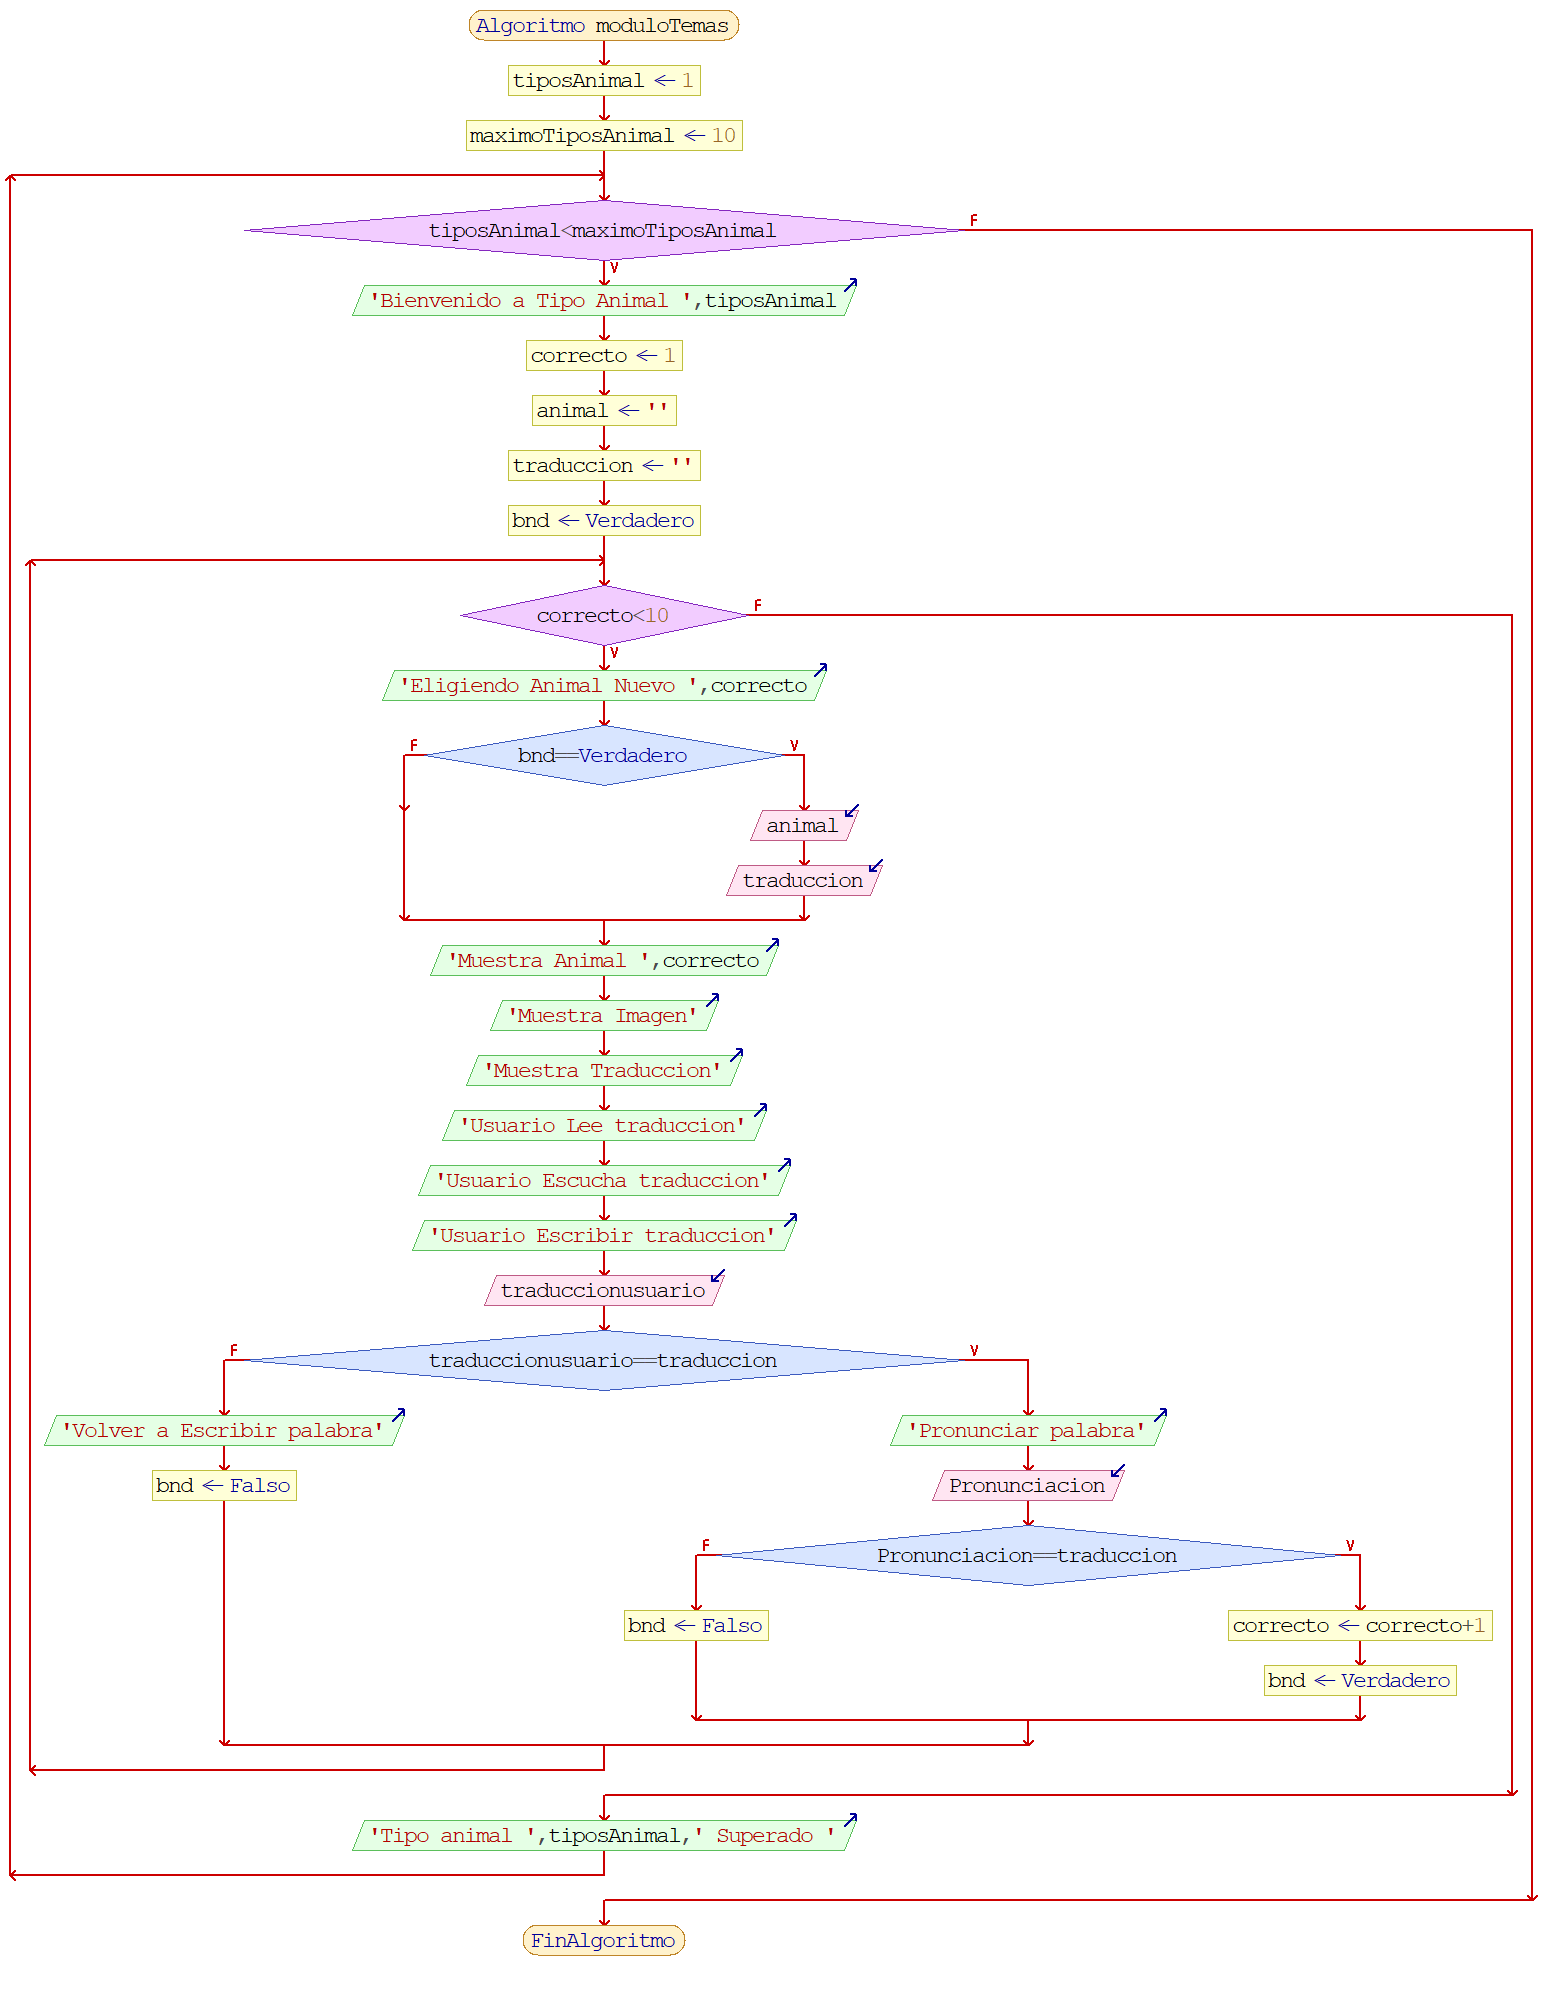 Algoritmo moduloTemas
tiposAnimal ← 1
maximoTiposAnimal ← 10
tiposAnimal<maximoTiposAnimal
F
V
'Bienvenido a Tipo Animal ',tiposAnimal
correcto ← 1
animal ← ''
traduccion ← ''
bnd ← Verdadero
correcto<10
F
V
'Eligiendo Animal Nuevo ',correcto
F
bnd==Verdadero
V
animal
traduccion
'Muestra Animal ',correcto
'Muestra Imagen'
'Muestra Traduccion'
'Usuario Lee traduccion'
'Usuario Escucha traduccion'
'Usuario Escribir traduccion'
traduccionusuario
F
traduccionusuario==traduccion
V
'Volver a Escribir palabra'
'Pronunciar palabra'
bnd ← Falso
Pronunciacion
F
Pronunciacion==traduccion
V
bnd ← Falso
correcto ← correcto+1
bnd ← Verdadero
'Tipo animal ',tiposAnimal,' Superado '
FinAlgoritmo